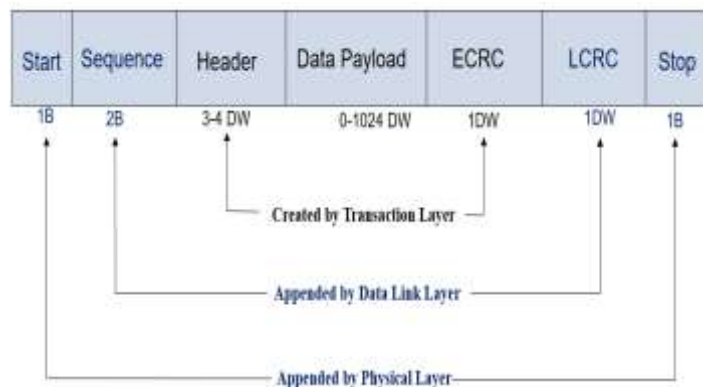 Start Sequence Header Data Payload ECRC LCRC Stop
1B 2B 3-4 DW 0-1024 DW 1DW 1DW 1B
Created by Transaction Layer
Appended by Data Link Layer
Appended by Physical Layer